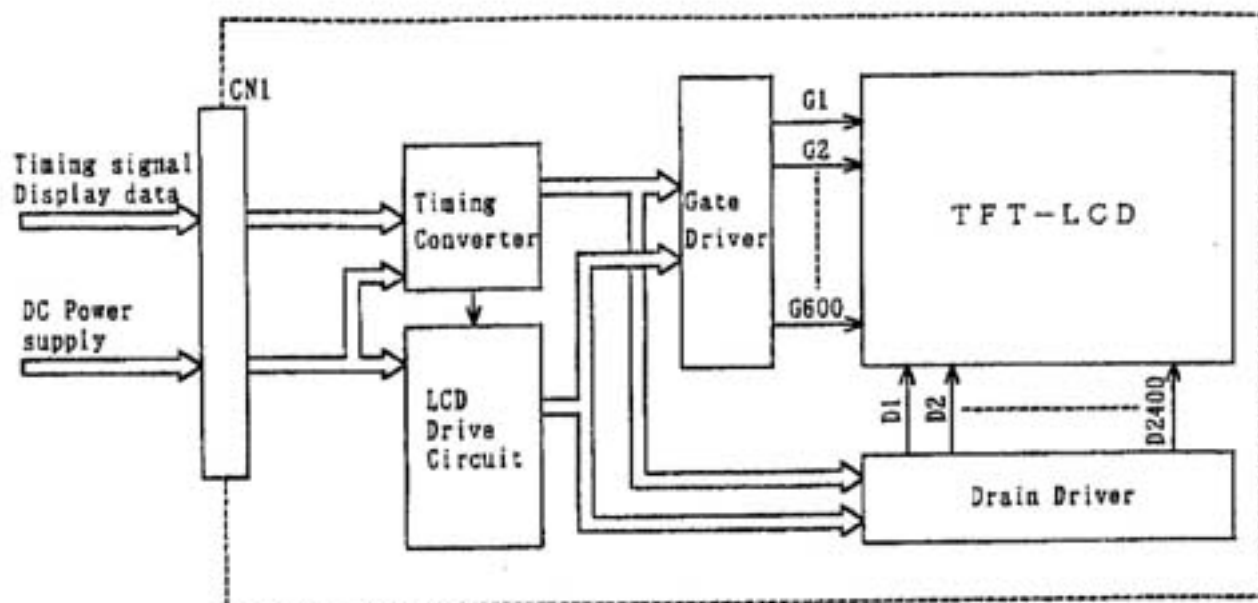 CN1
Timing signal
Display data
DC Power
supply
Timing
Converter
LCD
Drive
Circuit
Gate
Driver
G1
G2
G600
TFT-LCD
D1
D2
D2400
Drain Driver